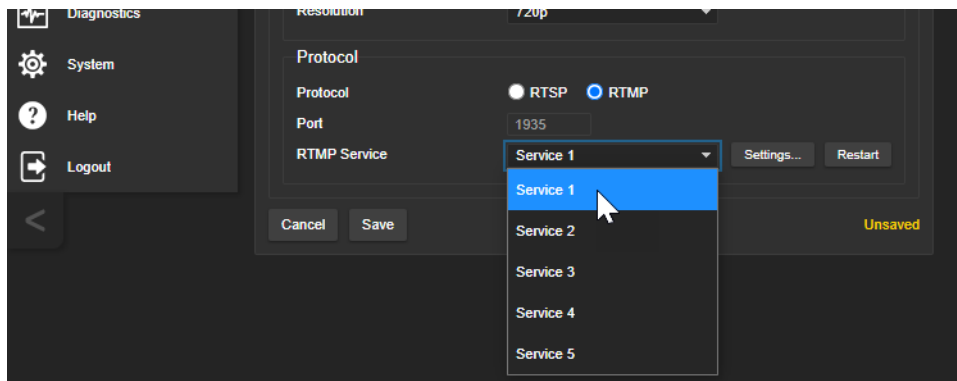 Diagnostics
System
Help
Logout
<
Resolution 720p
Protocol
Protocol RTSP RTMP
Port 1935
RTMP Service Service 1 Settings... Restart
Service 1
Service 2
Service 3
Service 4
Service 5
Cancel Save Unsaved